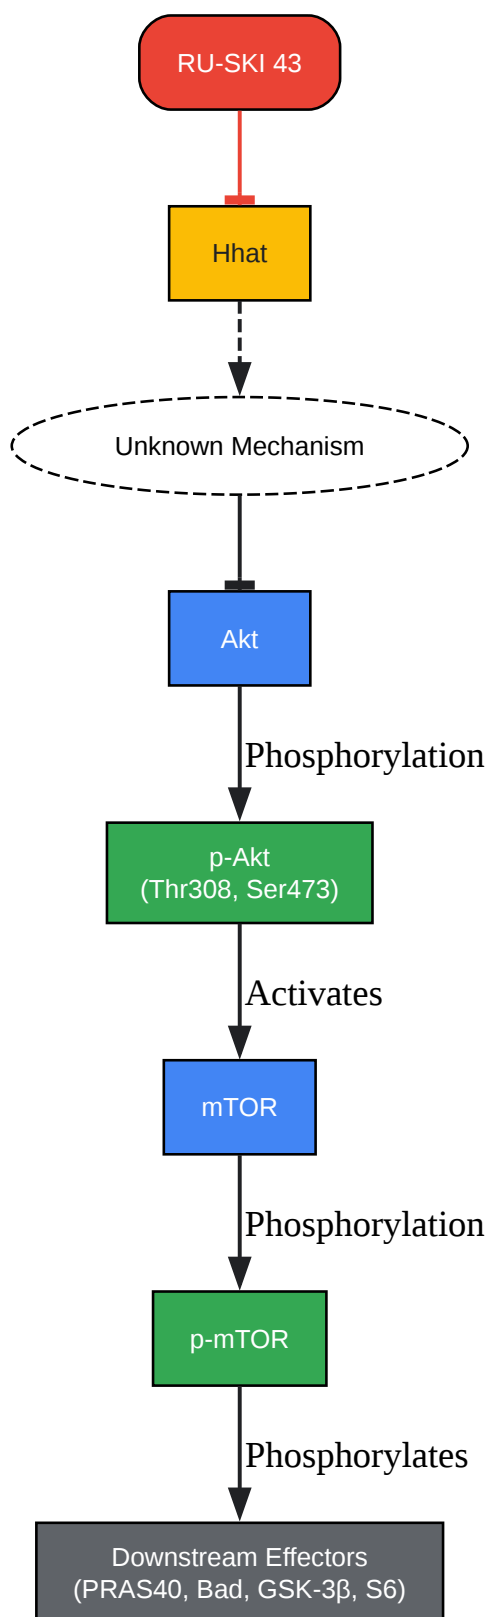 RU-SKI 43
Hhat
Unknown Mechanism
Akt
Phosphorylation
p-Akt
(Thr308, Ser473)
Activates
mTOR
Phosphorylation
p-mTOR
Phosphorylates
Downstream Effectors
(PRAS40, Bad, GSK-3β, S6)